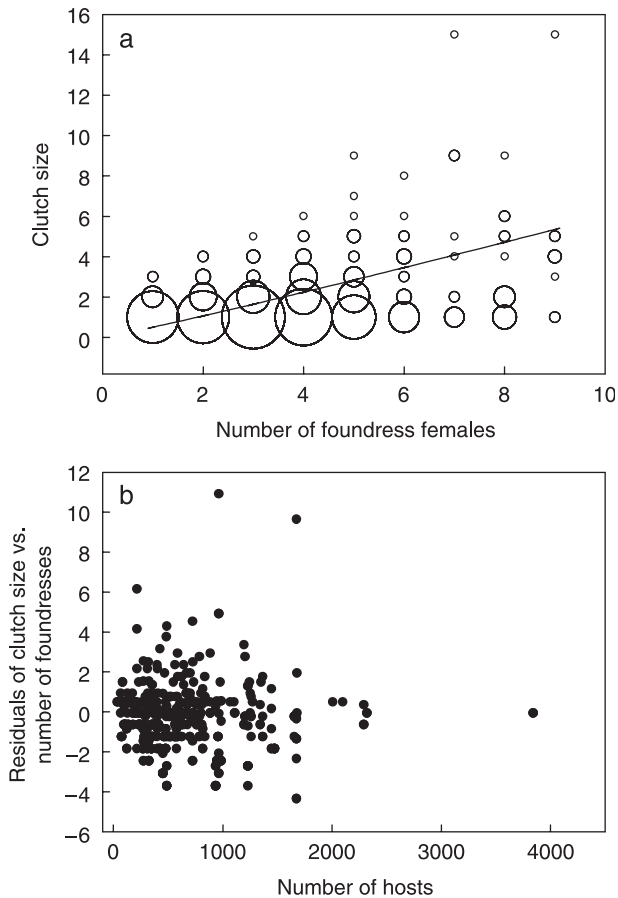 a
16
14
12
10
8
6
4
2
0
Clutch size
0 2 4 6 8 10
Number of foundress females
b
12
10
8
6
4
2
0
−2
−4
−6
Residuals of clutch size vs.
number of foundresses
0 1000 2000 3000 4000
Number of hosts